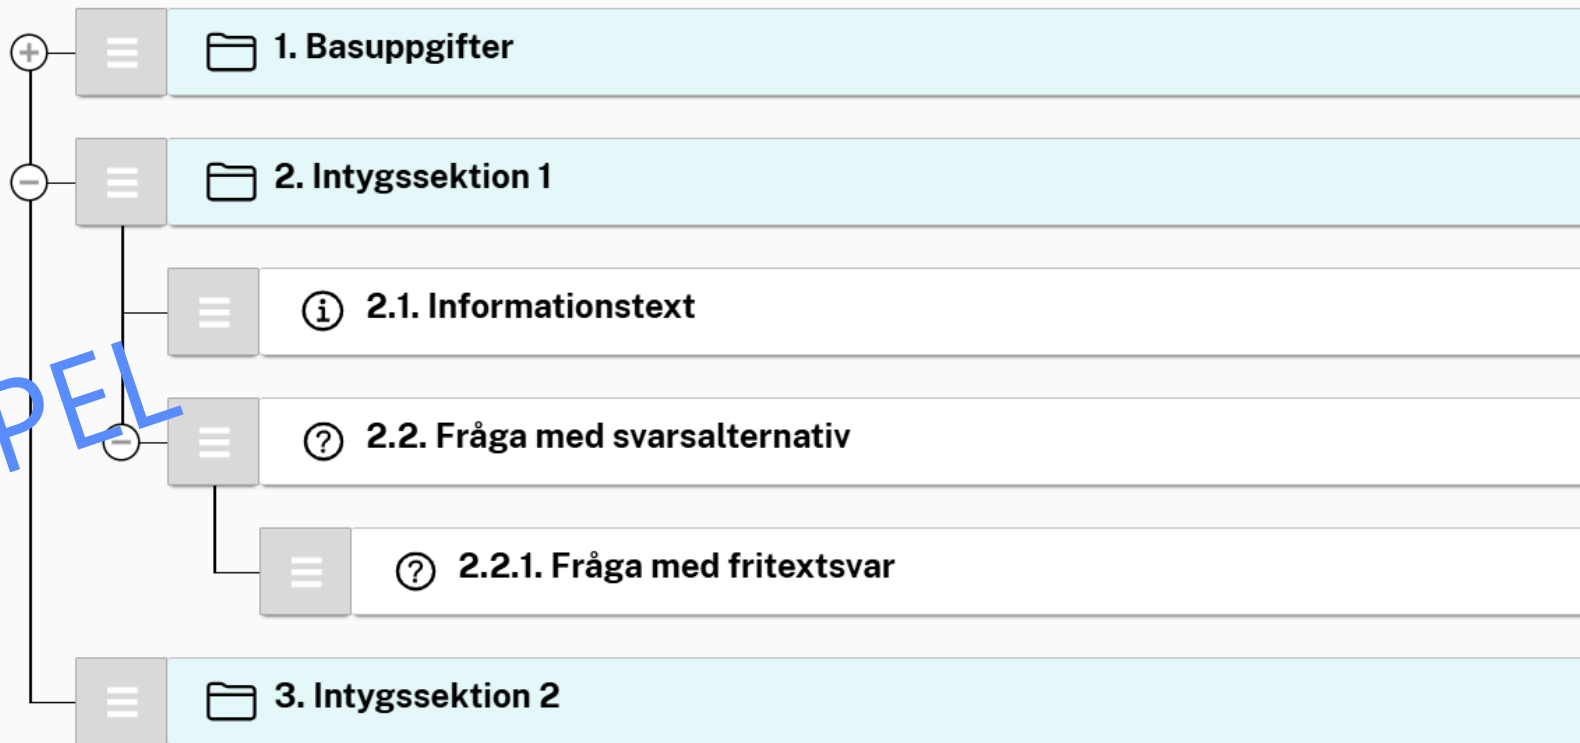 1. Basuppgifter
2. Intygssektion 1
2.1. Informationstext
PEL
2.2. Fråga med svarsalternativ
2.2.1. Fråga med fritextsvar
3. Intygssektion 2